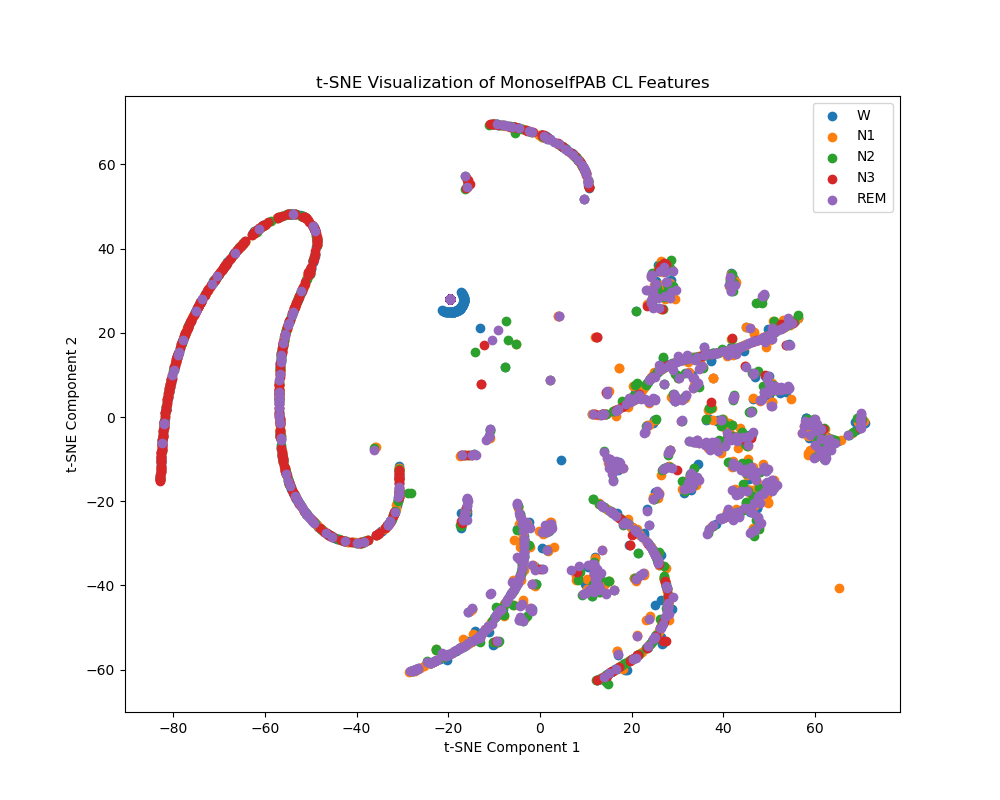 t-SNE Visualization of MonoselfPAB CL Features
W
N1
N2
N3
REM
60
40
20
0
−20
−40
−60
t-SNE Component 2
−80
−60
−40
−20
0
20
40
60
t-SNE Component 1